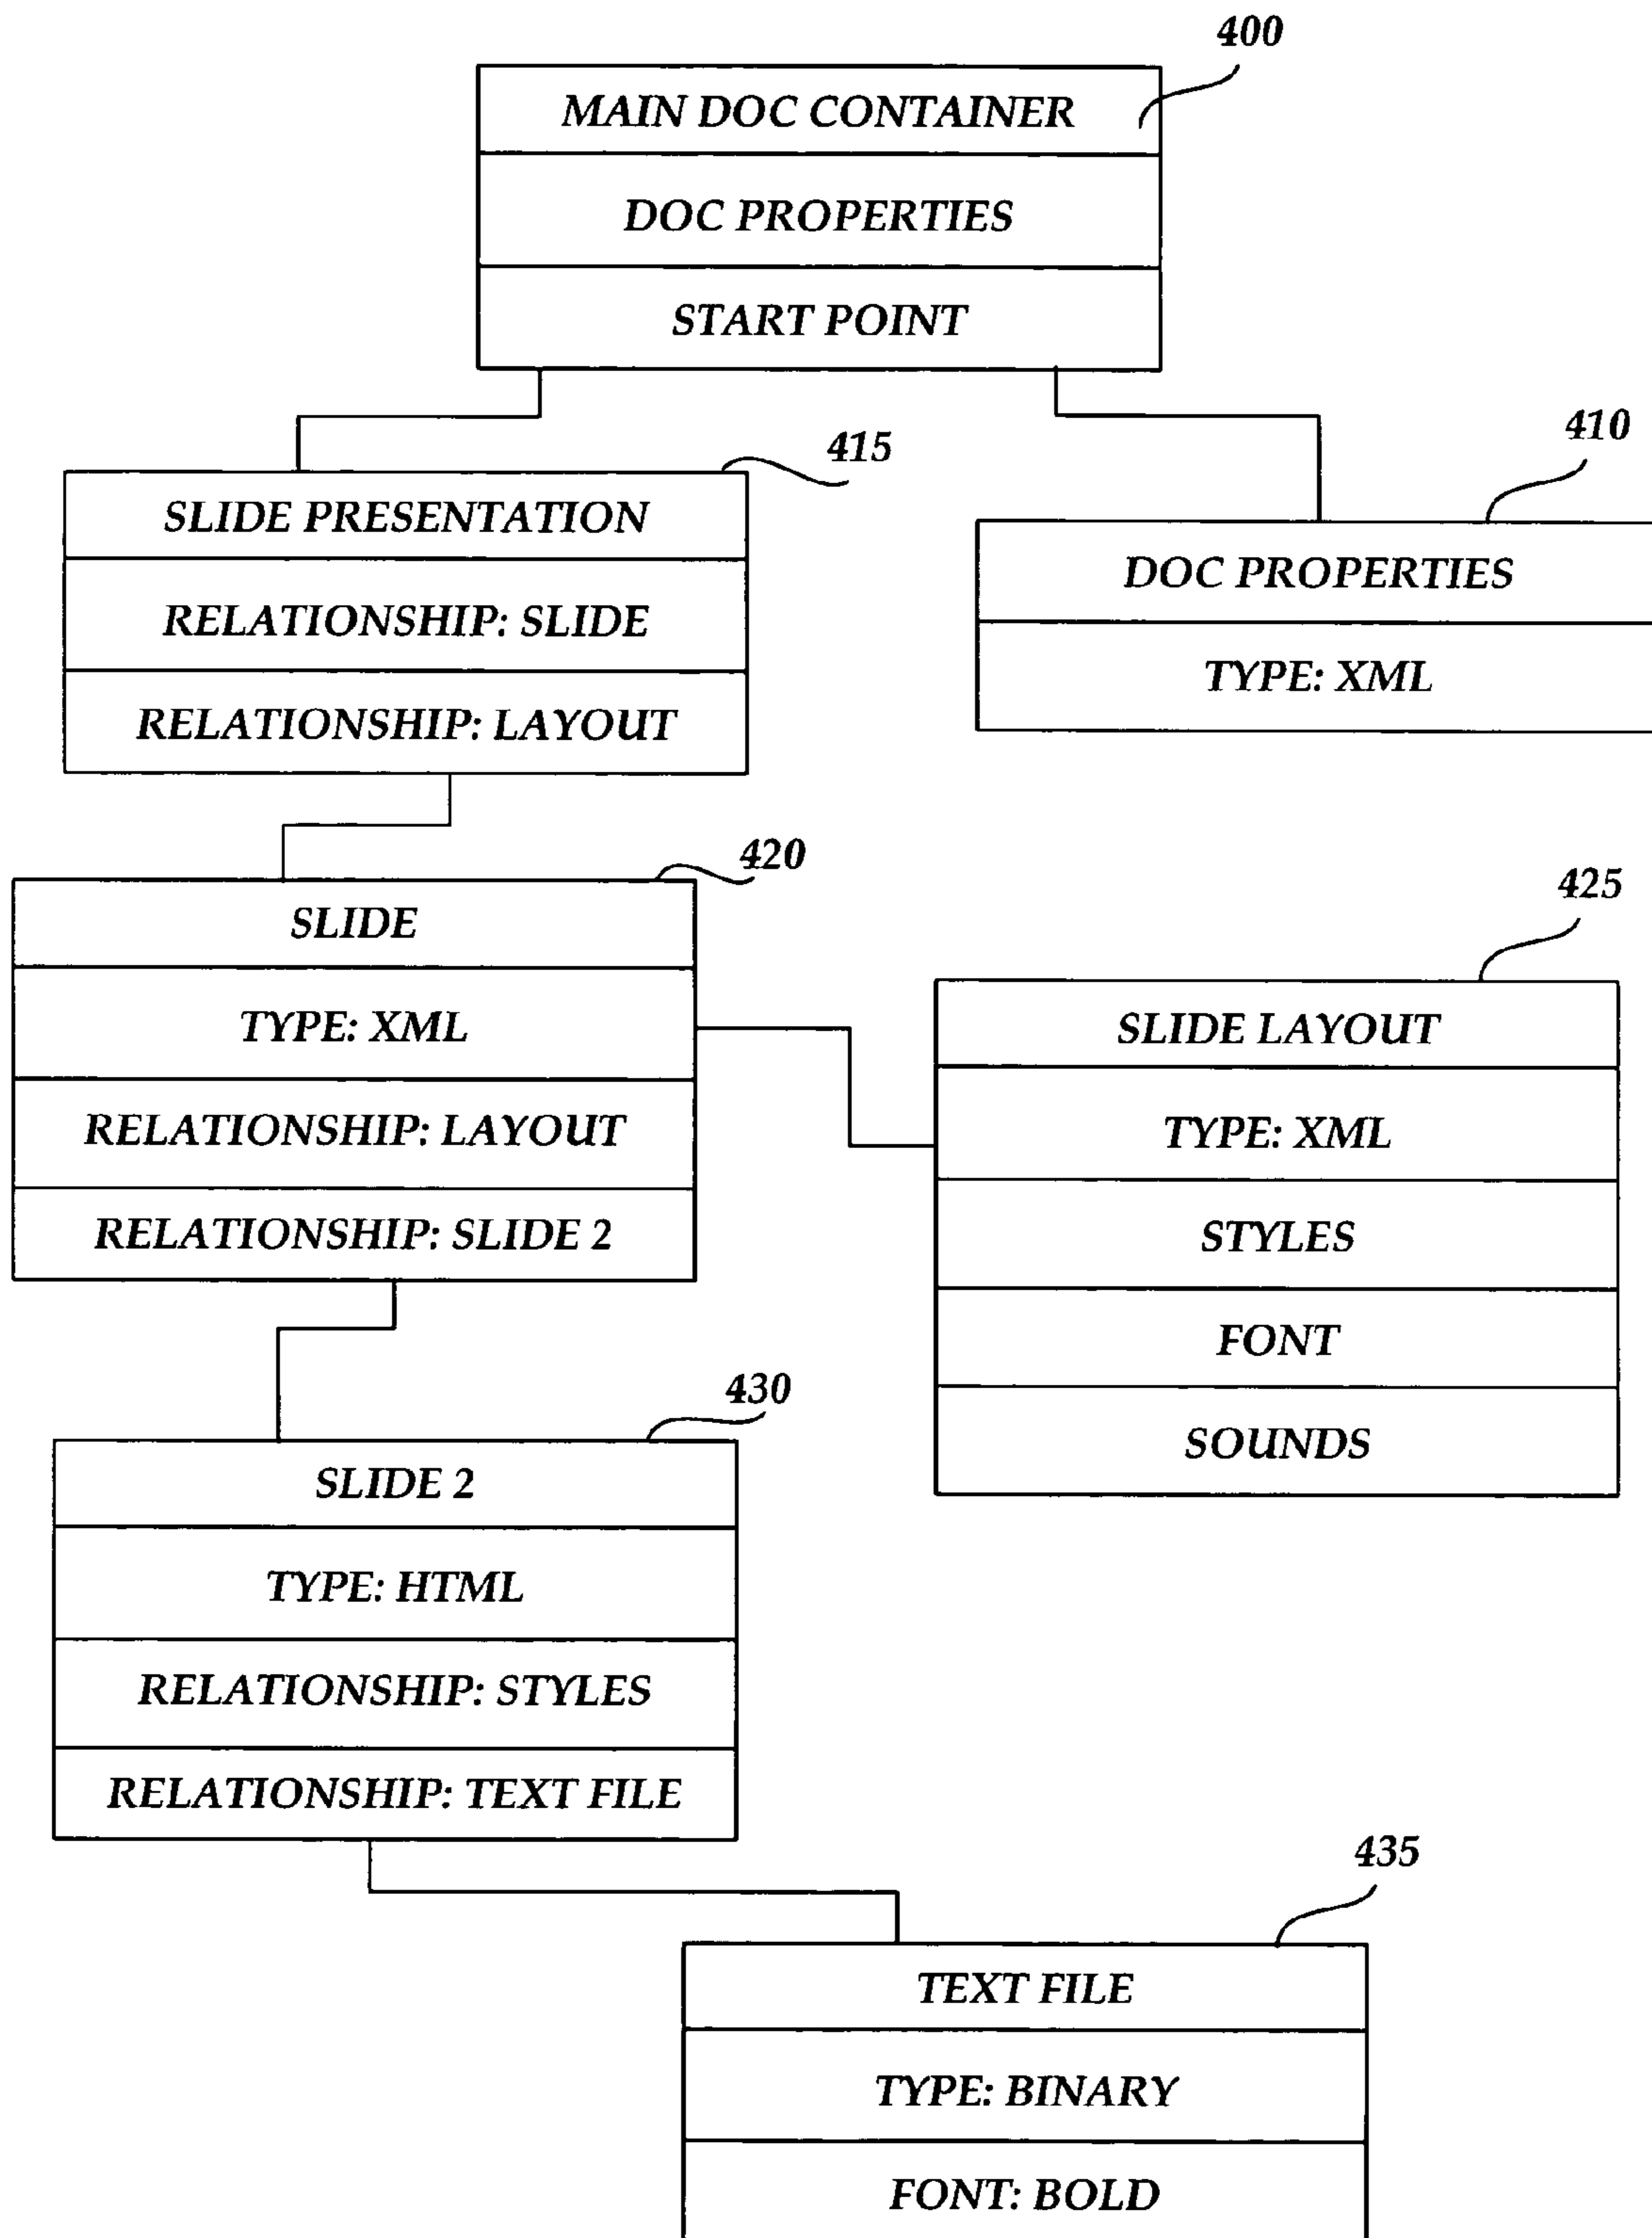 400
MAIN DOC CONTAINER
DOC PROPERTIES
START POINT
415
SLIDE PRESENTATION
RELATIONSHIP: SLIDE
RELATIONSHIP: LAYOUT
410
DOC PROPERTIES
TYPE: XML
420
SLIDE
TYPE: XML
RELATIONSHIP: LAYOUT
RELATIONSHIP: SLIDE 2
425
SLIDE LAYOUT
TYPE: XML
STYLES
FONT
SOUNDS
430
SLIDE 2
TYPE: HTML
RELATIONSHIP: STYLES
RELATIONSHIP: TEXT FILE
435
TEXT FILE
TYPE: BINARY
FONT: BOLD